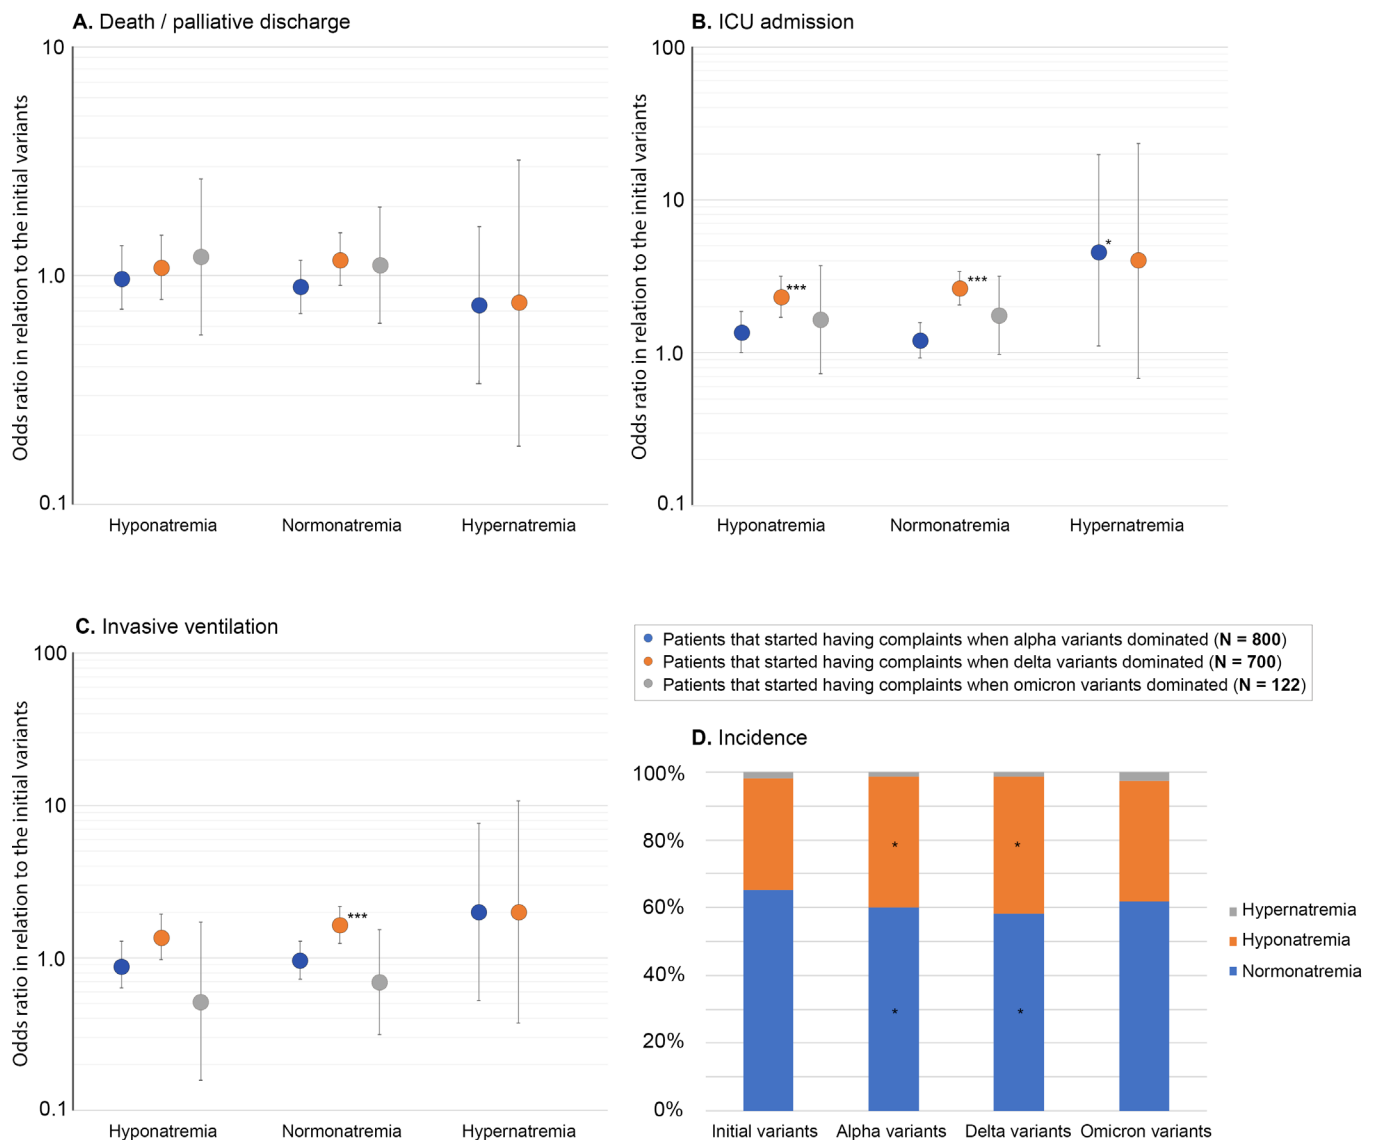 A. Death / palliative discharge
Odds ratio in relation to the initial variants
10
1.0
0.1
Hyponatremia
Normonatremia
Hypernatremia
B. ICU admission
Odds ratio in relation to the initial variants
100
10
1.0
0.1
***
***
*
Hyponatremia
Normonatremia
Hypernatremia
C. Invasive ventilation
Odds ratio in relation to the initial variants
100
10
1.0
0.1
***
Hyponatremia
Normonatremia
Hypernatremia
Patients that started having complaints when alpha variants dominated (N = 800)
Patients that started having complaints when delta variants dominated (N = 700)
Patients that started having complaints when omicron variants dominated (N = 122)
D. Incidence
100%
80%
60%
40%
20%
0%
*
*
*
*
Initial variants
Alpha variants
Delta variants
Omicron variants
Hypernatremia
Hyponatremia
Normonatremia